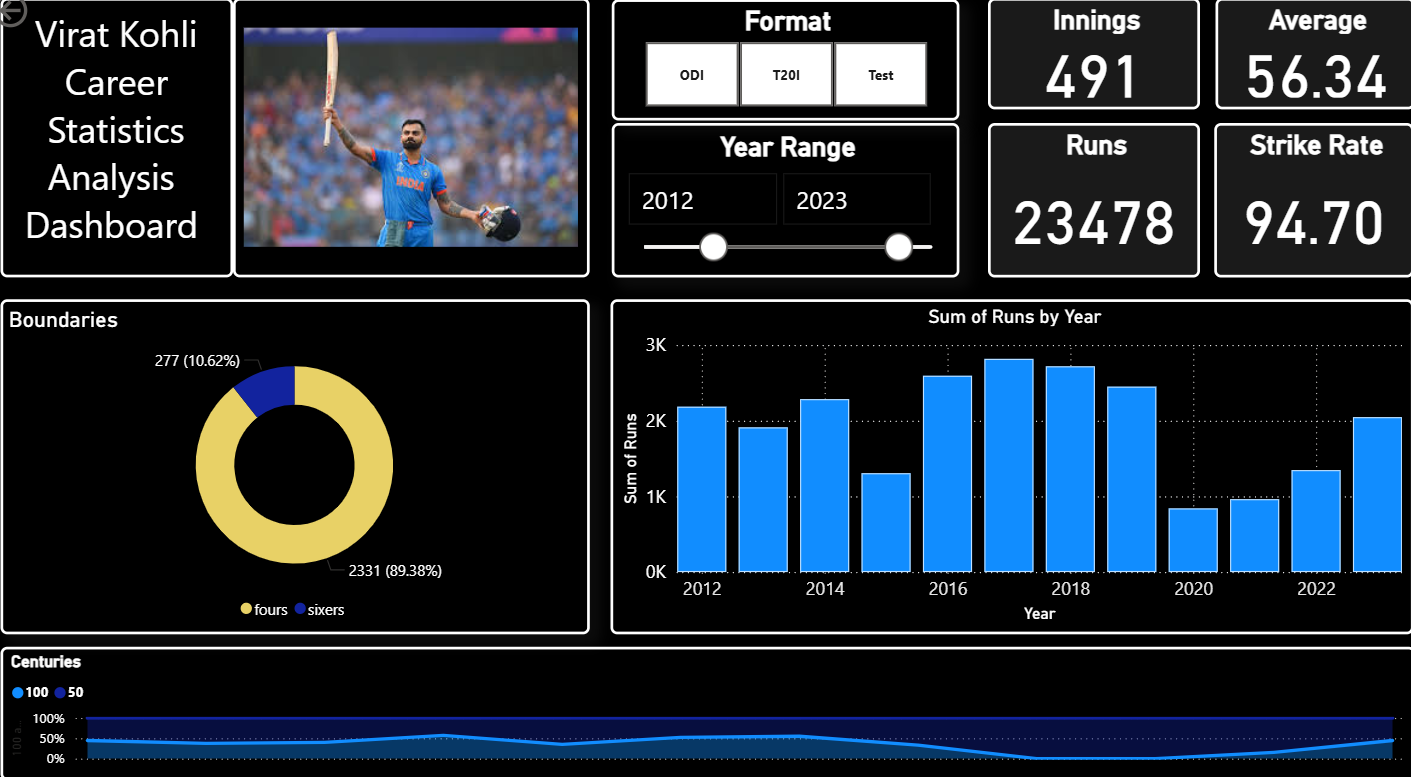 Virat Kohli
Career
Statistics
Analysis
Dashboard
INDIA
Format
ODI
T20I
Test
Year Range
2012
2023
Innings
491
Average
56.34
Runs
23478
Strike Rate
94.70
Boundaries
277 (10.62%)
2331 (89.38%)
fours
sixers
Sum of Runs by Year
Sum of Runs
3K
2K
1K
0K
2012
2014
2016
2018
2020
2022
Year
Centuries
100
50
100 a...
100%
50%
0%